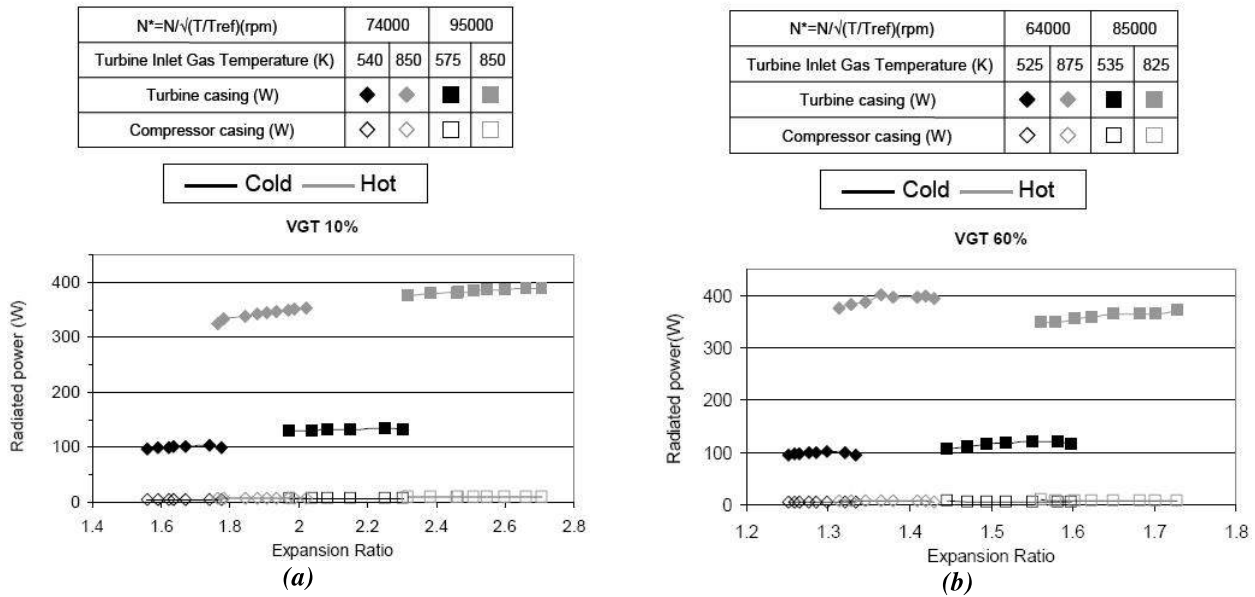 N*=N/√(T/Tref)(rpm) 74000 95000
Turbine Inlet Gas Temperature (K) 540 850 575 850
Turbine casing (W)
Compressor casing (W)
Cold Hot
VGT 10%
Radiated power (W)
400
300
200
100
0
1.4 1.6 1.8 2 2.2 2.4 2.6 2.8
Expansion Ratio
(a)
N*=N/√(T/Tref)(rpm) 64000 85000
Turbine Inlet Gas Temperature (K) 525 875 535 825
Turbine casing (W)
Compressor casing (W)
Cold Hot
VGT 60%
Radiated power(W)
400
300
200
100
0
1.2 1.3 1.4 1.5 1.6 1.7 1.8
Expansion Ratio
(b)